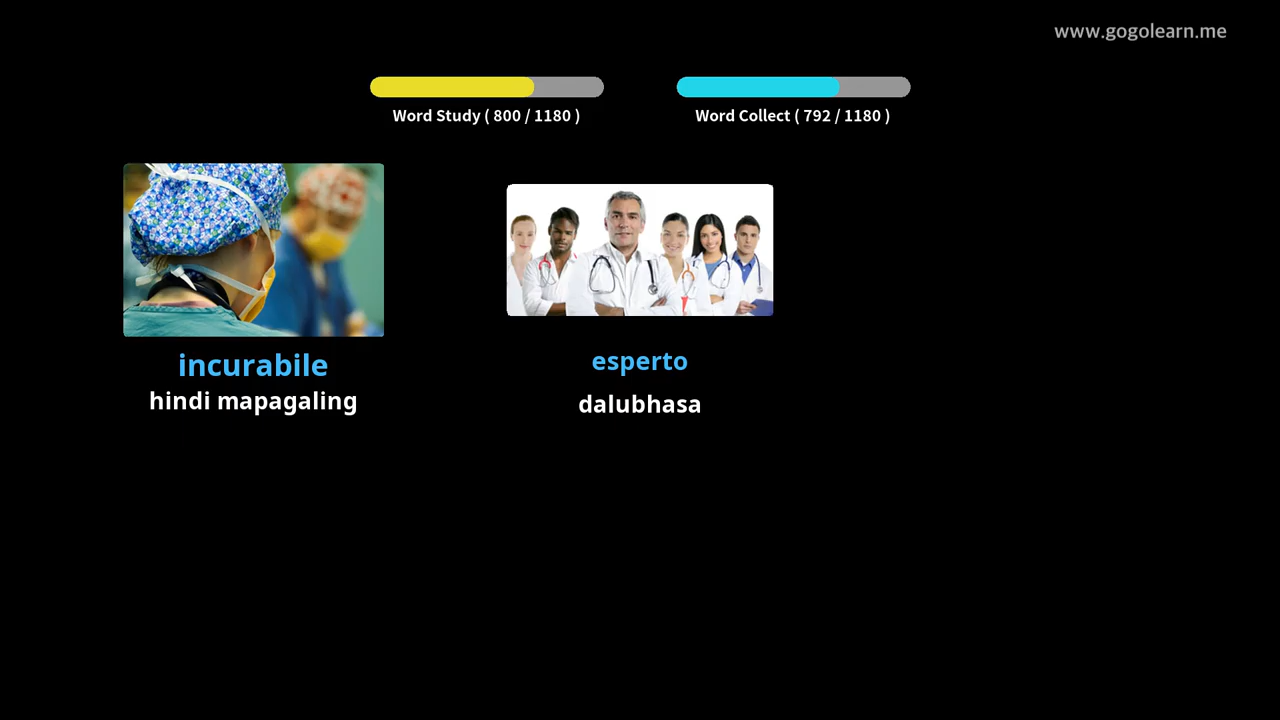 www.gogolearn.me
Word Study ( 800 / 1180 )
Word Collect ( 792 / 1180 )
incurabile
hindi mapagaling
esperto
dalubhasa